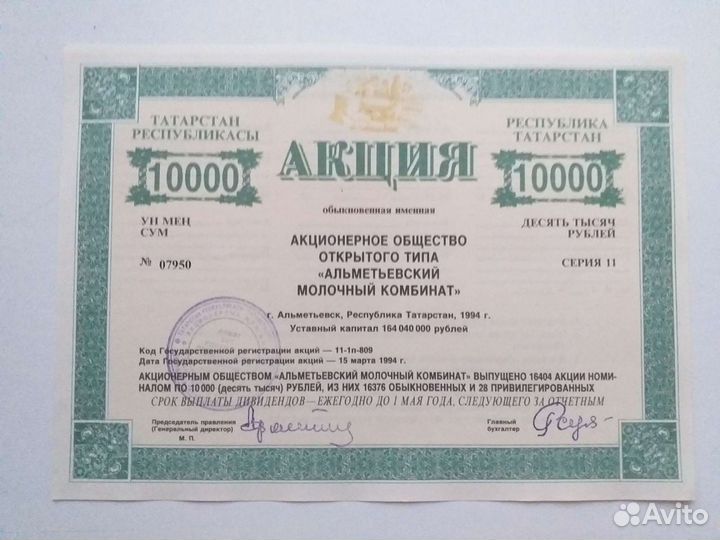 ТАТАРСТАН
РЕСПУБЛИКАСЫ
РЕСПУБЛИКА
ТАТАРСТАН
АКЦИЯ
10000
10000
обыкновенная именная
УН МЕҢ
СУМ
ДЕСЯТЬ ТЫСЯЧ
РУБЛЕЙ
№ 07950
СЕРИЯ 11
АКЦИОНЕРНОЕ ОБЩЕСТВО
ОТКРЫТОГО ТИПА
«АЛЬМЕТЬЕВСКИЙ
МОЛОЧНЫЙ КОМБИНАТ»
г. Альметьевск, Республика Татарстан, 1994 г.
Уставный капитал 164 040 000 рублей
Код Государственной регистрации акций — 11-1п-809
Дата Государственной регистрации акций — 15 марта 1994 г.
АКЦИОНЕРНЫМ ОБЩЕСТВОМ «АЛЬМЕТЬЕВСКИЙ МОЛОЧНЫЙ КОМБИНАТ» ВЫПУЩЕНО 16404 АКЦИИ НОМИ-
НАЛОМ ПО 10 000 (десять тысяч) РУБЛЕЙ, ИЗ НИХ 16376 ОБЫКНОВЕННЫХ И 28 ПРИВИЛЕГИРОВАННЫХ
СРОК ВЫПЛАТЫ ДИВИДЕНДОВ — ЕЖЕГОДНО ДО 1 МАЯ ГОДА, СЛЕДУЮЩЕГО ЗА ОТЧЕТНЫМ
Председатель правления
(Генеральный директор)
М. П.
Главный
бухгалтер
Avito